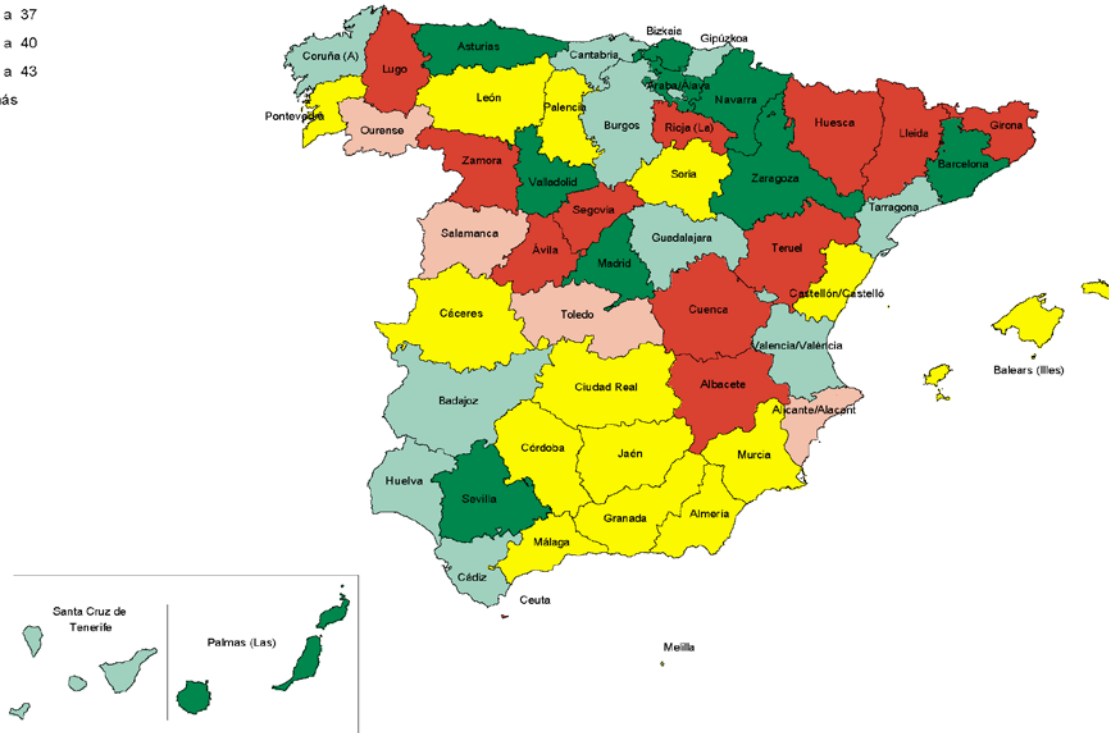 a 37
a 40
a 43
más
Coruña (A)
Lugo
Asturias
Cantabria
Bizkaia
Gipúzkoa
Araba/Alava
Navarra
Pontevedra
Ourense
León
Palencia
Burgos
Rioja (La)
Huesca
Lleida
Girona
Barcelona
Zamora
Valladolid
Soria
Zaragoza
Tarragona
Segovia
Salamanca
Ávila
Madrid
Guadalajara
Teruel
Castellón/Castelló
Cáceres
Toledo
Cuenca
Valencia/València
Balears (Illes)
Ciudad Real
Albacete
Badajoz
Alicante/Alacant
Córdoba
Jaén
Murcia
Huelva
Sevilla
Granada
Almería
Málaga
Cádiz
Ceuta
Melilla
Santa Cruz de
Tenerife
Palmas (Las)